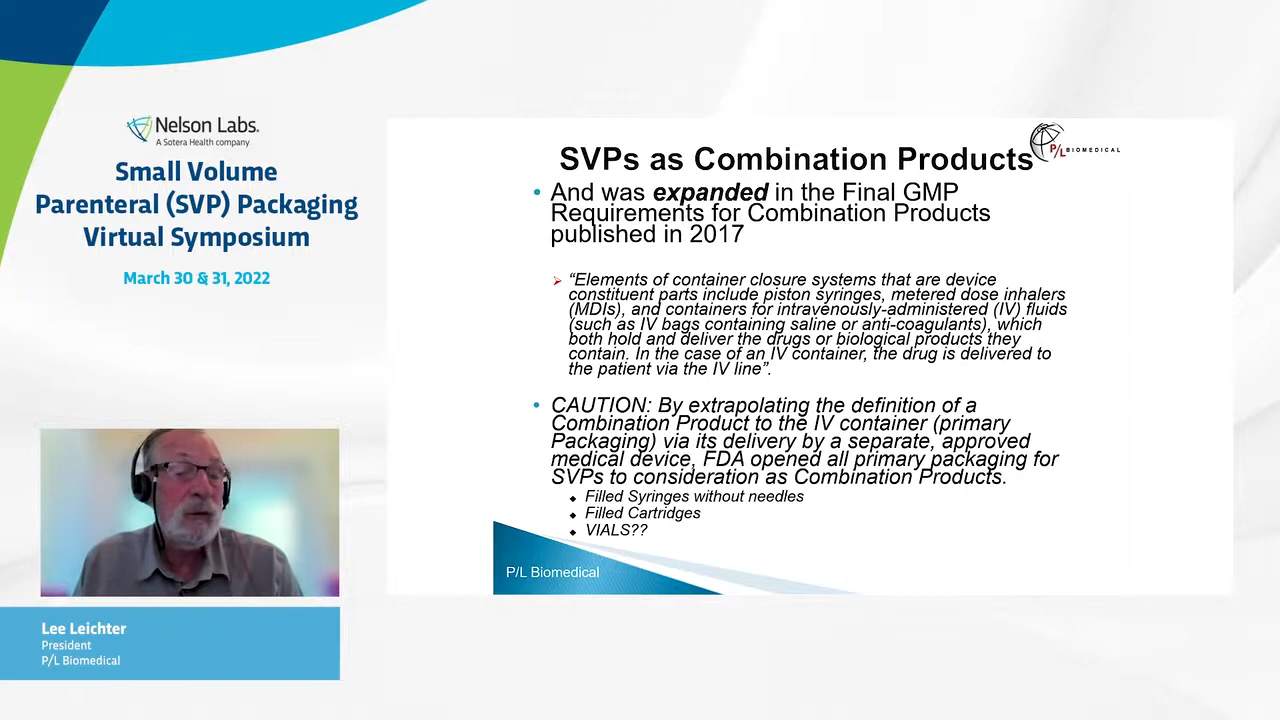 Nelson Labs.
A Sotera Health company
Small Volume
Parenteral (SVP) Packaging
Virtual Symposium
March 30 & 31, 2022
P/L BIOMEDICAL
SVPs as Combination Products
• And was expanded in the Final GMP
Requirements for Combination Products
published in 2017
➢ “Elements of container closure systems that are device
constituent parts include piston syringes, metered dose inhalers
(MDIs), and containers for intravenously-administered (IV) fluids
(such as IV bags containing saline or anti-coagulants), which
both hold and deliver the drugs or biological products they
contain. In the case of an IV container, the drug is delivered to
the patient via the IV line”.
• CAUTION: By extrapolating the definition of a
Combination Product to the IV container (primary
Packaging) via its delivery by a separate, approved
medical device, FDA opened all primary packaging for
SVPs to consideration as Combination Products.
◆ Filled Syringes without needles
◆ Filled Cartridges
◆ VIALS??
P/L Biomedical
Lee Leichter
President
P/L Biomedical